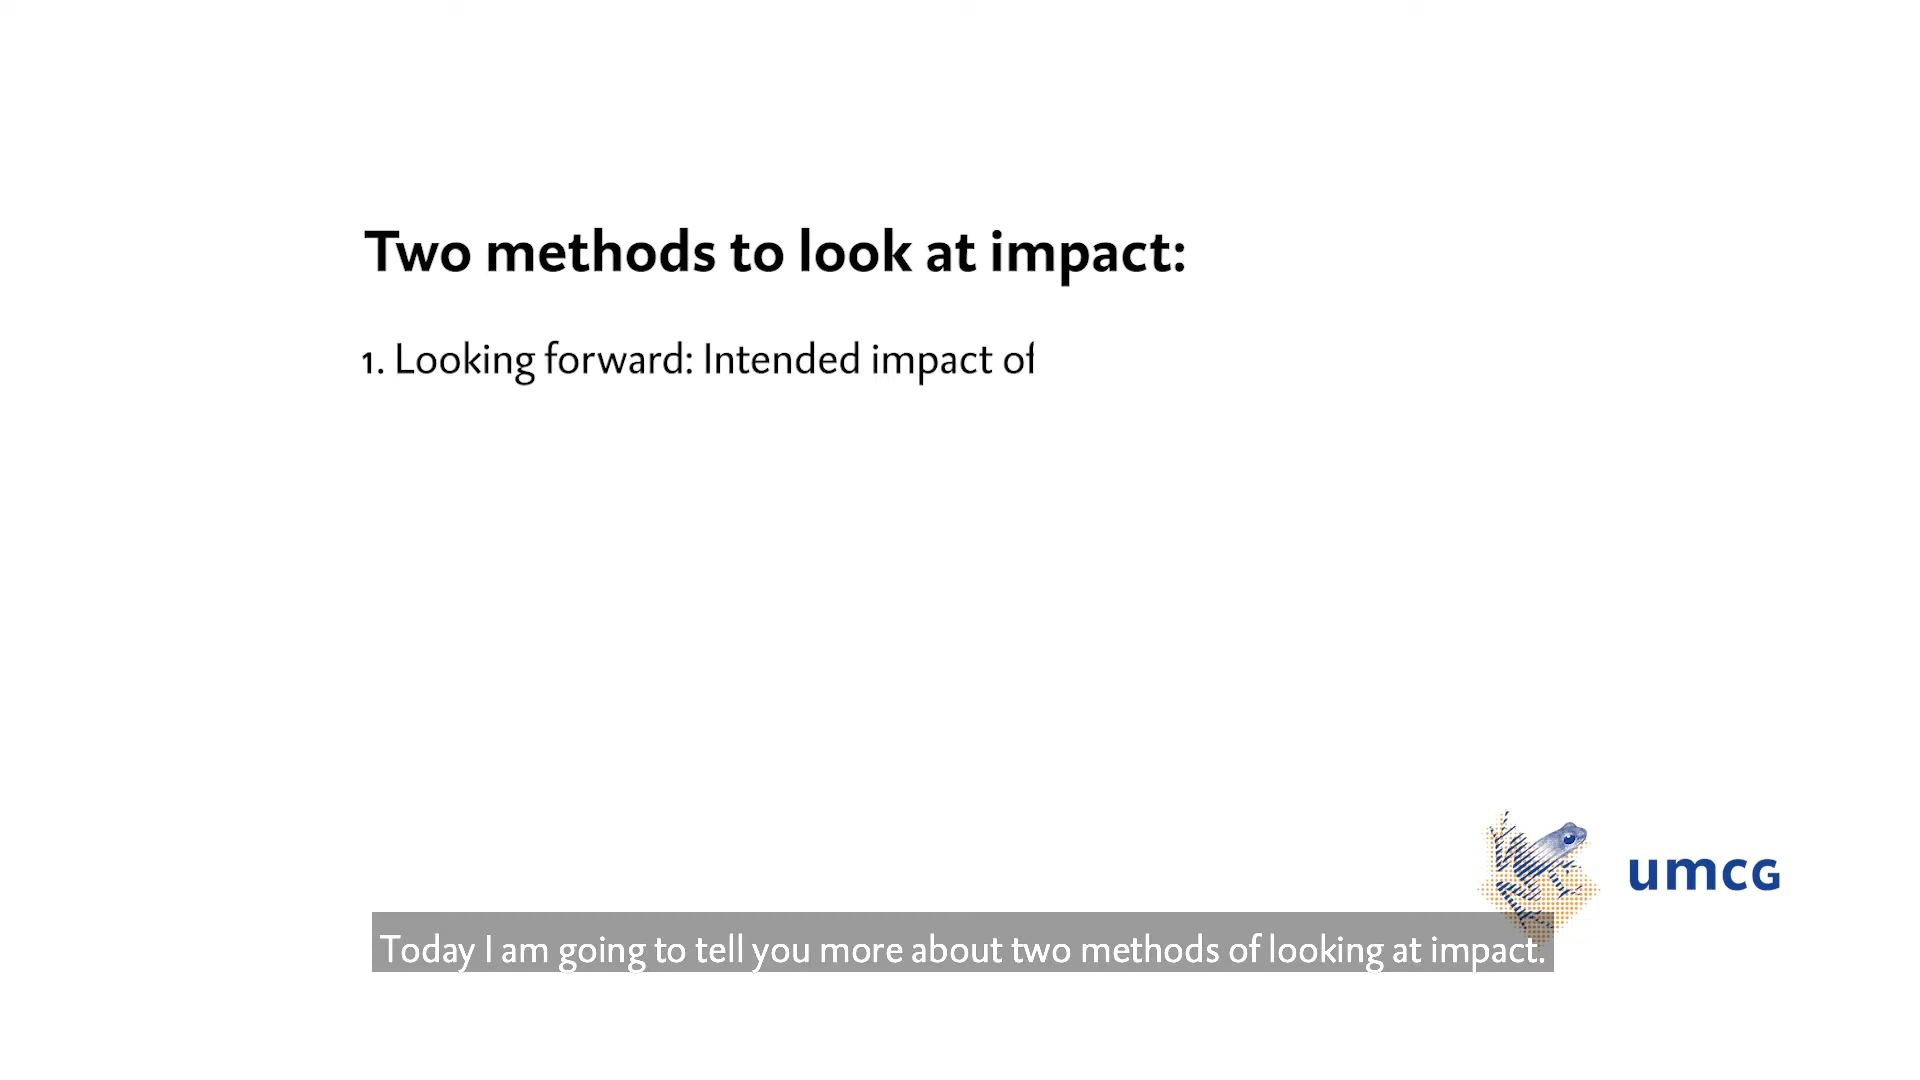 Two methods to look at impact:
1. Looking forward: Intended impact of
umcg
Today I am going to tell you more about two methods of looking at impact.